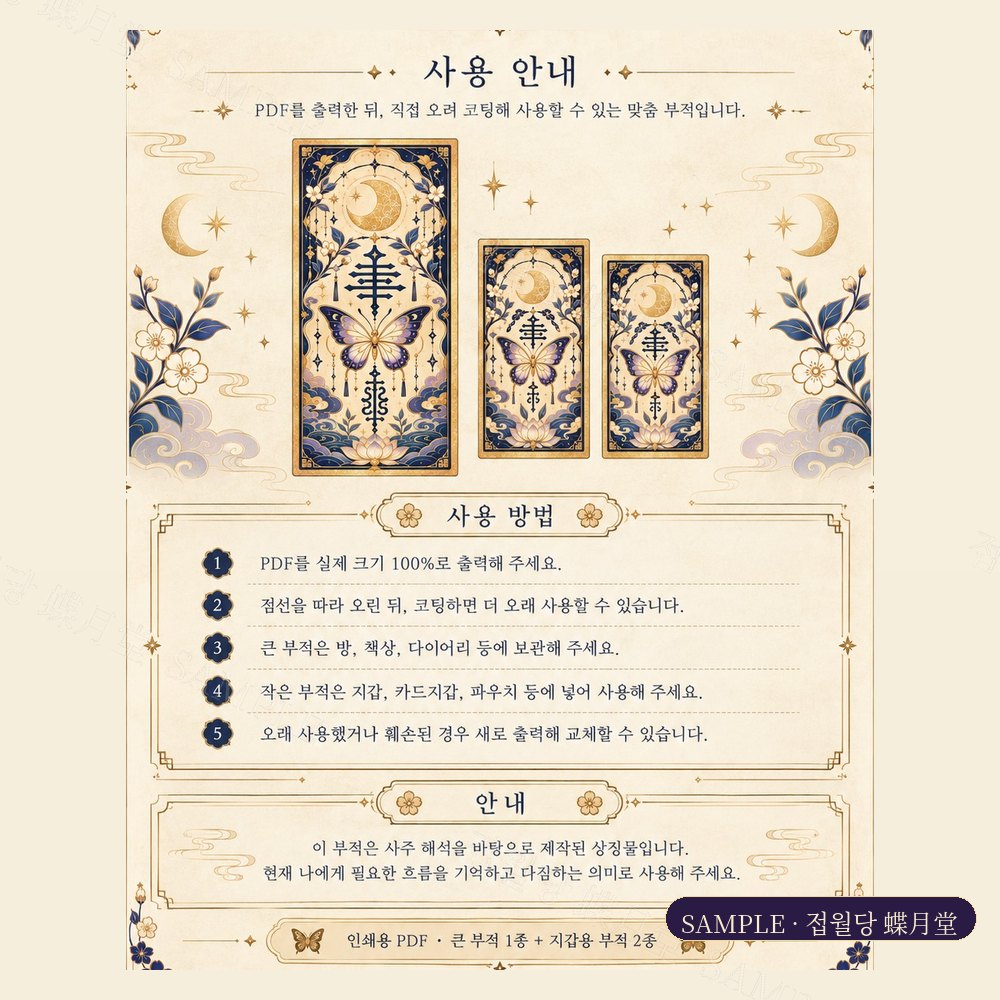 사용 안내
PDF를 출력한 뒤, 직접 오려 코팅해 사용할 수 있는 맞춤 부적입니다.
사용 방법
1 PDF를 실제 크기 100%로 출력해 주세요.
2 점선을 따라 오린 뒤, 코팅하면 더 오래 사용할 수 있습니다.
3 큰 부적은 방, 책상, 다이어리 등에 보관해 주세요.
4 작은 부적은 지갑, 카드지갑, 파우치 등에 넣어 사용해 주세요.
5 오래 사용했거나 훼손된 경우 새로 출력해 교체할 수 있습니다.
안내
이 부적은 사주 해석을 바탕으로 제작된 상징물입니다.
현재 나에게 필요한 흐름을 기억하고 다짐하는 의미로 사용해 주세요.
인쇄용 PDF · 큰 부적 1종 + 지갑용 부적 2종
SAMPLE · 접월당 蝶月堂